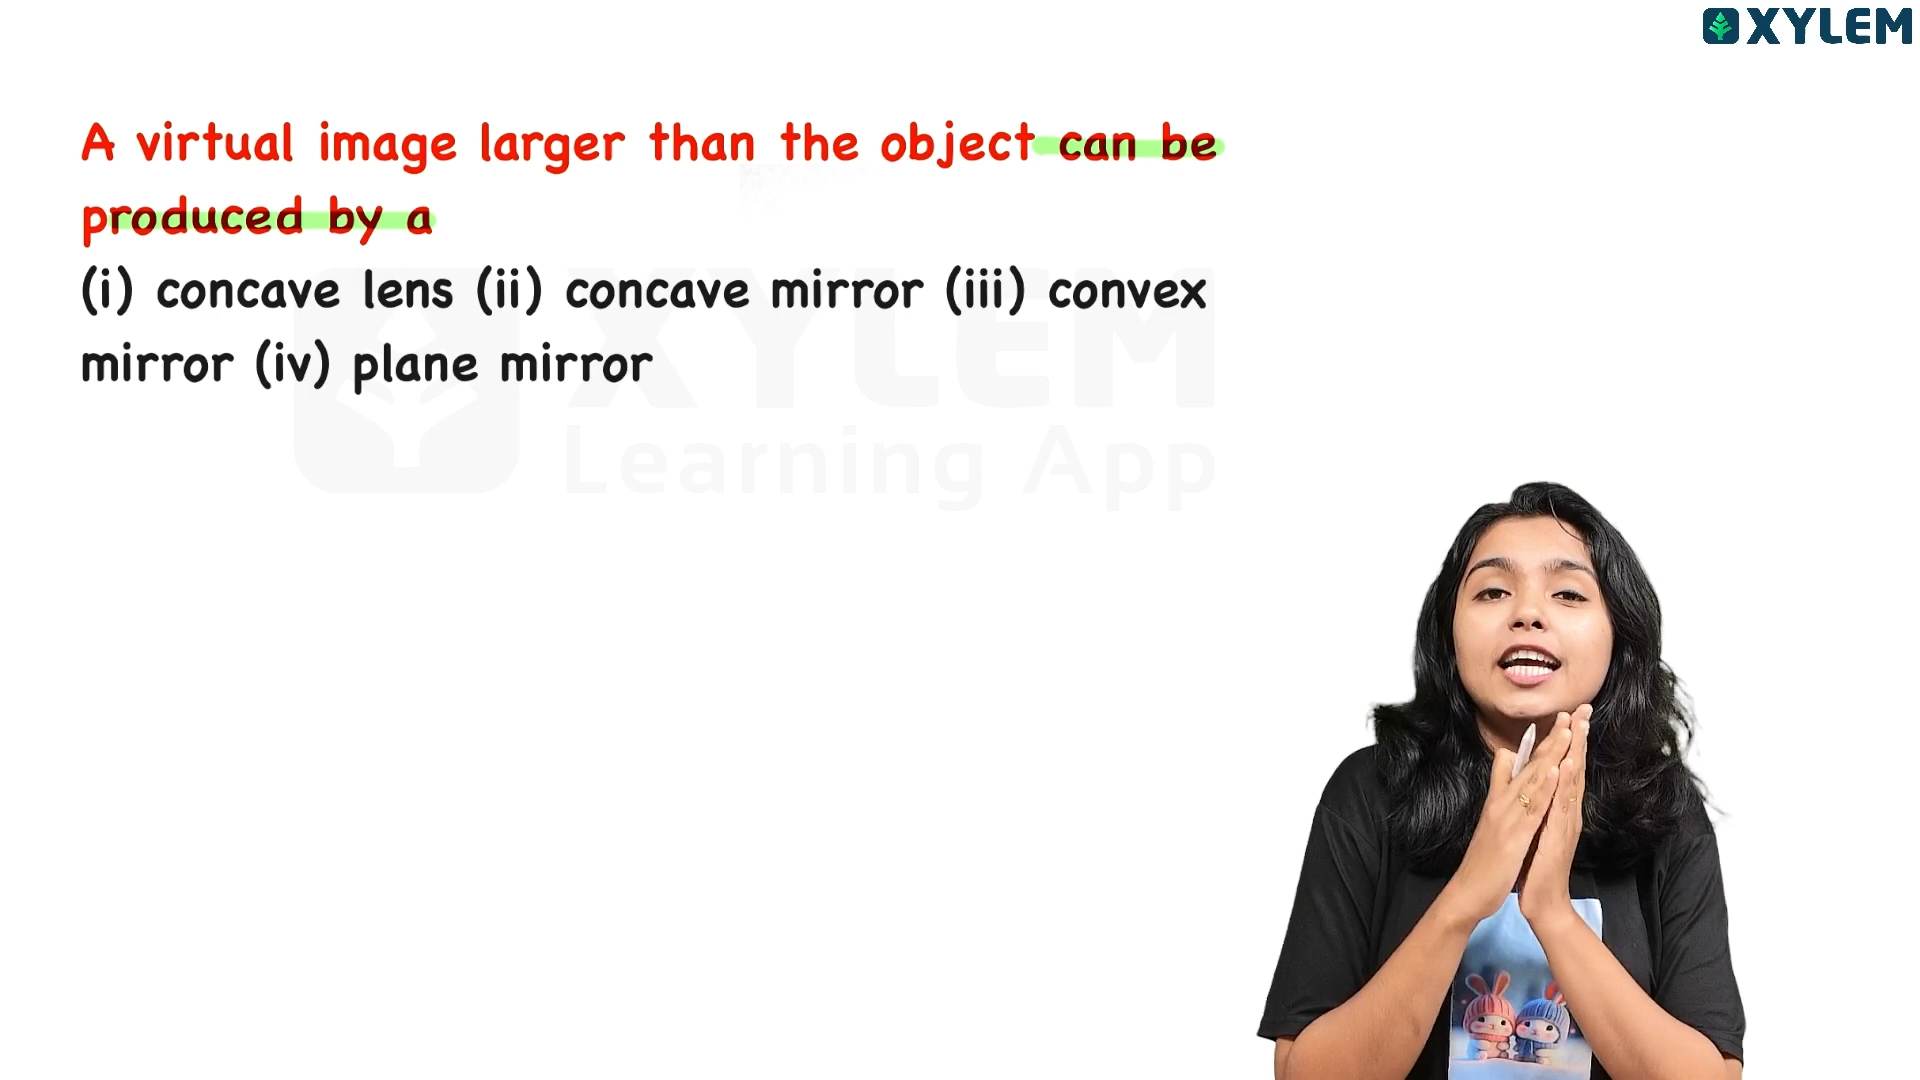 XYLEM
A virtual image larger than the object can be
produced by a
(i) concave lens (ii) concave mirror (iii) convex
mirror (iv) plane mirror
XYLEM
Learning App